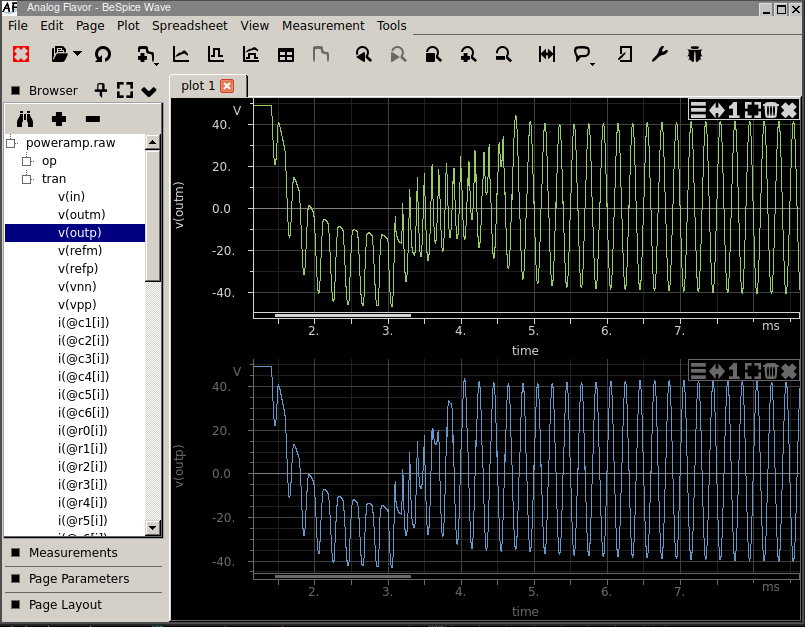 AF Analog Flavor - BeSpice Wave
File Edit Page Plot Spreadsheet View Measurement Tools
Browser
plot 1
poweramp.raw
op
tran
v(in)
v(outm)
v(outp)
v(refm)
v(refp)
v(vnn)
v(vpp)
i(@c1[i])
i(@c2[i])
i(@c3[i])
i(@c4[i])
i(@c5[i])
i(@c6[i])
i(@r0[i])
i(@r1[i])
i(@r2[i])
i(@r3[i])
i(@r4[i])
i(@r5[i])
Measurements
Page Parameters
Page Layout
V
1
40.
20.
0.0
-20.
-40.
v(outm)
2. 3. 4. 5. 6. 7. ms
time
V
1
40.
20.
0.0
-20.
-40.
v(outp)
2. 3. 4. 5. 6. 7. ms
time